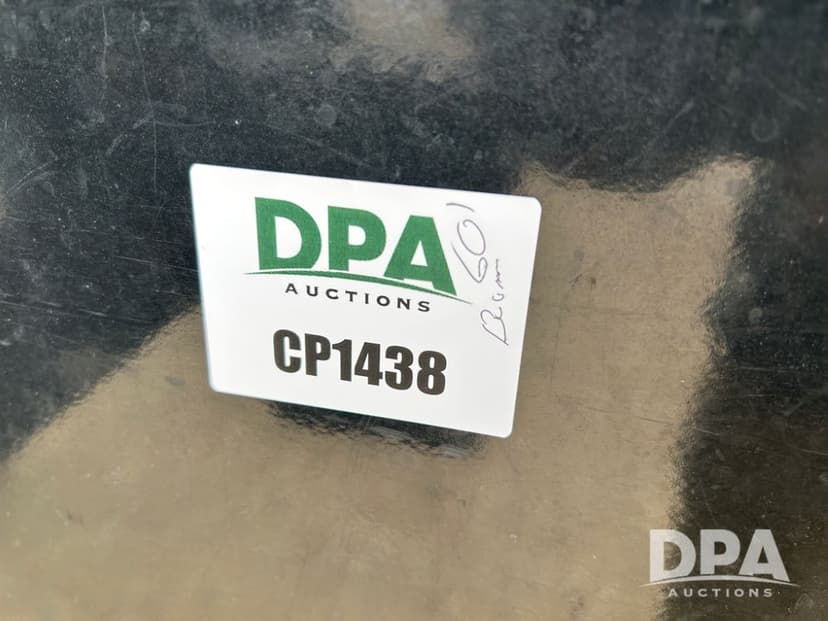 DPA
AUCTIONS
CP1438
60'
DPA
AUCTIONS